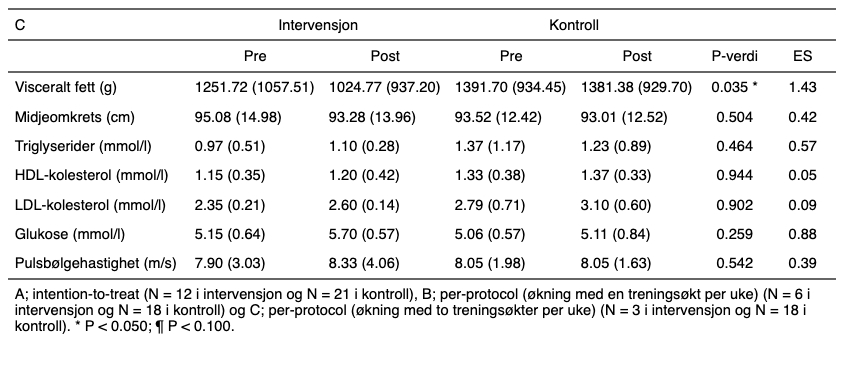 C Intervensjon Kontroll
Pre Post Pre Post P-verdi ES
Visceralt fett (g) 1251.72 (1057.51) 1024.77 (937.20) 1391.70 (934.45) 1381.38 (929.70) 0.035 * 1.43
Midjeomkrets (cm) 95.08 (14.98) 93.28 (13.96) 93.52 (12.42) 93.01 (12.52) 0.504 0.42
Triglyserider (mmol/l) 0.97 (0.51) 1.10 (0.28) 1.37 (1.17) 1.23 (0.89) 0.464 0.57
HDL-kolesterol (mmol/l) 1.15 (0.35) 1.20 (0.42) 1.33 (0.38) 1.37 (0.33) 0.944 0.05
LDL-kolesterol (mmol/l) 2.35 (0.21) 2.60 (0.14) 2.79 (0.71) 3.10 (0.60) 0.902 0.09
Glukose (mmol/l) 5.15 (0.64) 5.70 (0.57) 5.06 (0.57) 5.11 (0.84) 0.259 0.88
Pulsbølgehastighet (m/s) 7.90 (3.03) 8.33 (4.06) 8.05 (1.98) 8.05 (1.63) 0.542 0.39
A; intention-to-treat (N = 12 i intervensjon og N = 21 i kontroll), B; per-protocol (økning med en treningsøkt per uke) (N = 6 i
intervensjon og N = 18 i kontroll) og C; per-protocol (økning med to treningsøkter per uke) (N = 3 i intervensjon og N = 18 i
kontroll). * P < 0.050; ¶ P < 0.100.